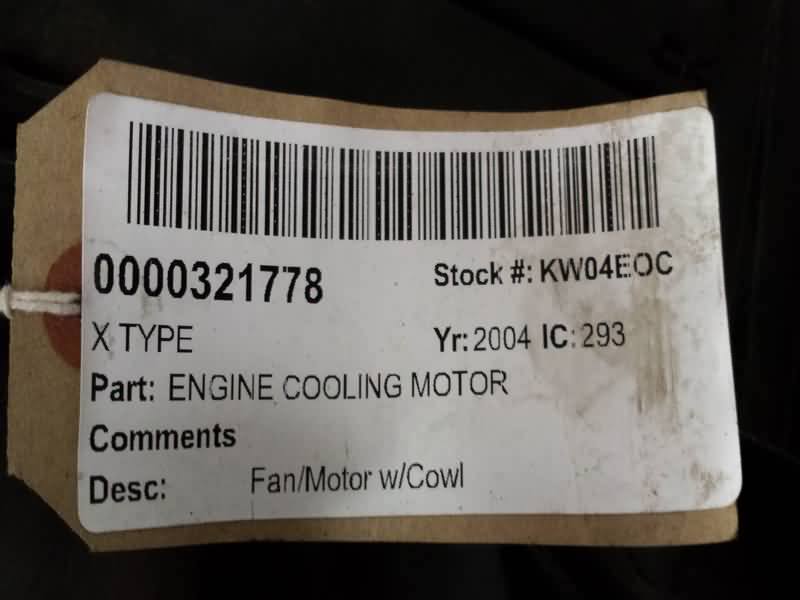 0000321778 Stock #: KW04EOC
X TYPE Yr: 2004 IC: 293
Part: ENGINE COOLING MOTOR
Comments
Desc: Fan/Motor w/Cowl